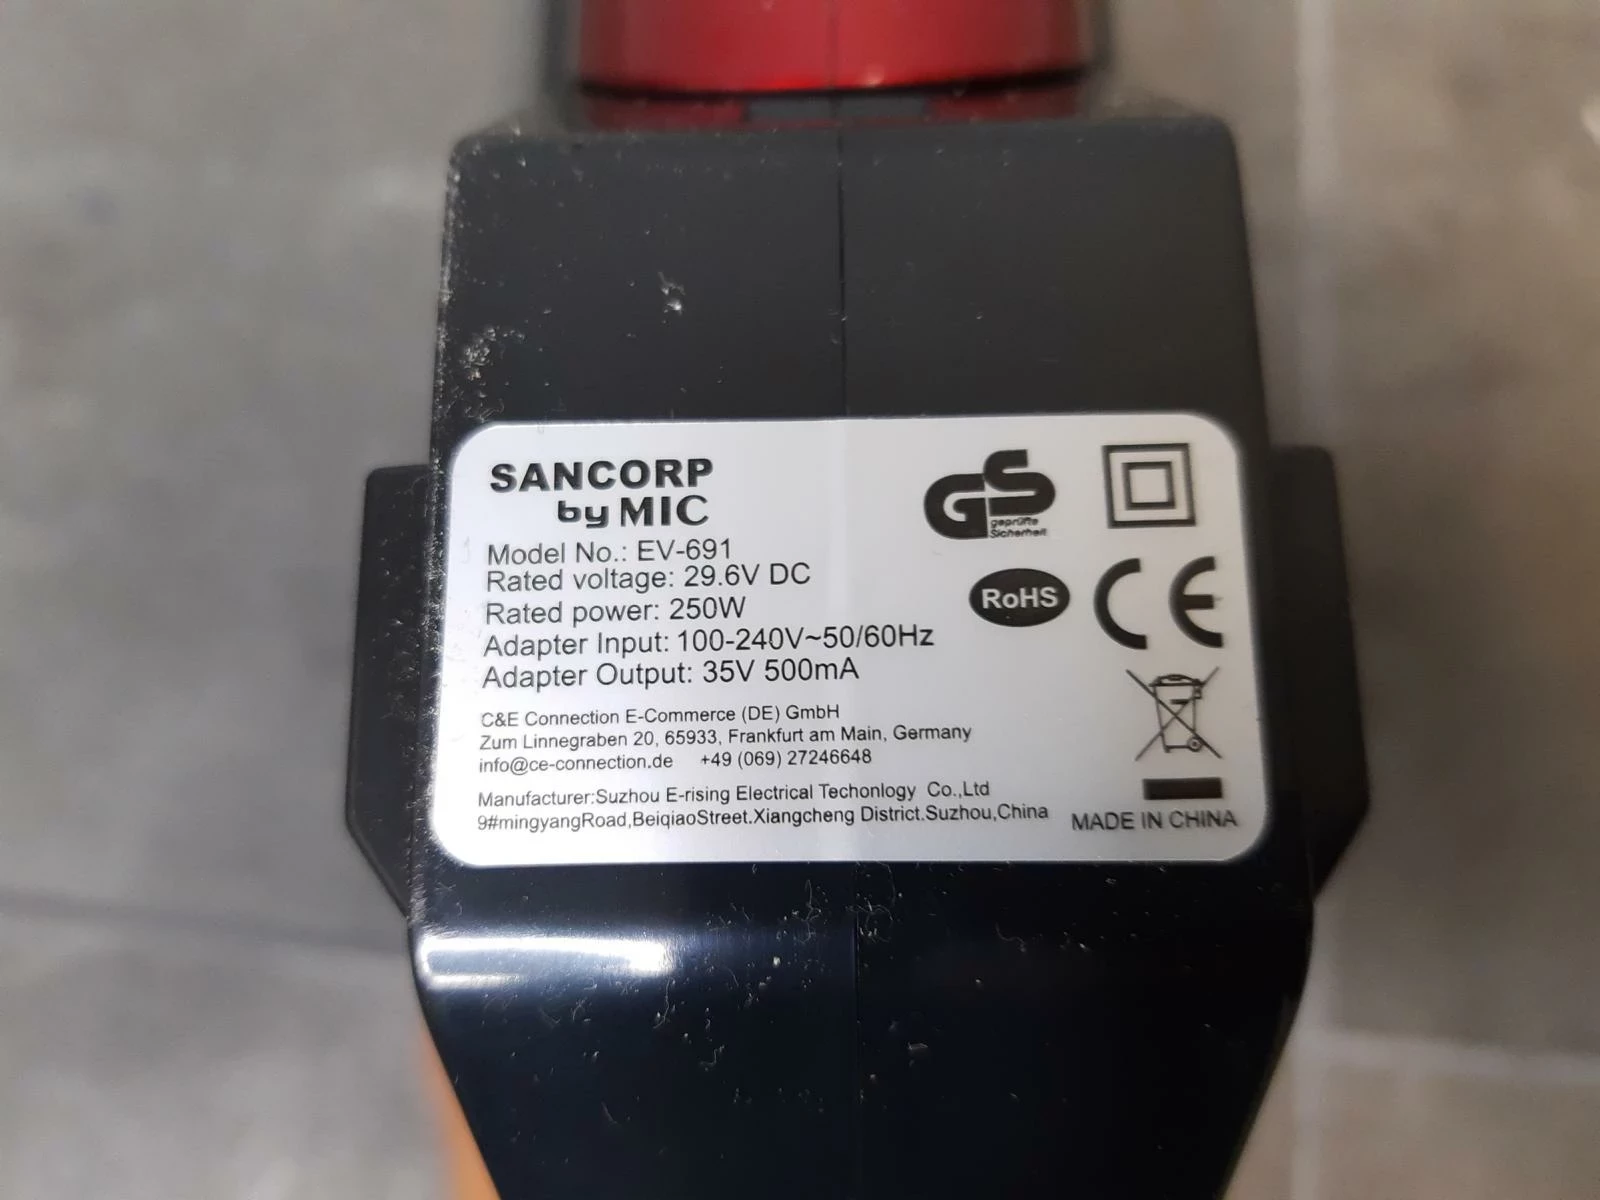 SANCORP
by MIC
Model No.: EV-691
Rated voltage: 29.6V DC
Rated power: 250W
Adapter Input: 100-240V~50/60Hz
Adapter Output: 35V 500mA
C&E Connection E-Commerce (DE) GmbH
Zum Linnegraben 20, 65933, Frankfurt am Main, Germany
info@ce-connection.de +49 (069) 27246648
Manufacturer:Suzhou E-rising Electrical Techonlogy Co.,Ltd
9#mingyangRoad,BeiqiaoStreet.Xiangcheng District.Suzhou,China
GS
geprüfte
Sicherheit
RoHS
CE
MADE IN CHINA